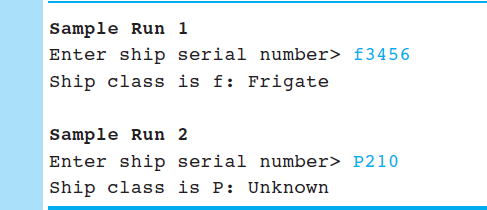 Sample Run 1
Enter ship serial number> f3456
Ship class is f: Frigate
Sample Run 2
Enter ship serial number> P210
Ship class is P: Unknown